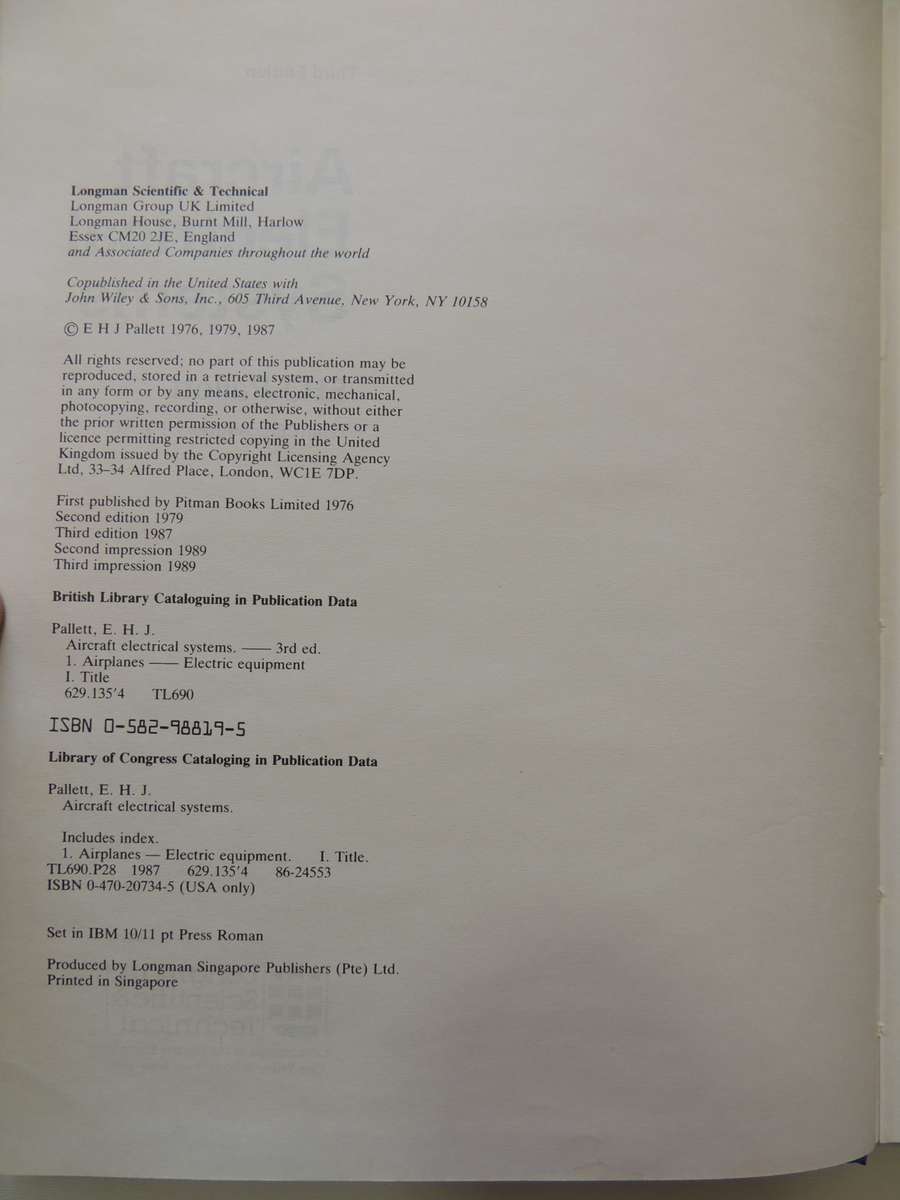 Longman Scientific & Technical
Longman Group UK Limited
Longman House, Burnt Mill, Harlow
Essex CM20 2JE, England
and Associated Companies throughout the world
Copublished in the United States with
John Wiley & Sons, Inc., 605 Third Avenue, New York, NY 10158
© E H J Pallett 1976, 1979, 1987
All rights reserved; no part of this publication may be
reproduced, stored in a retrieval system, or transmitted
in any form or by any means, electronic, mechanical,
photocopying, recording, or otherwise, without either
the prior written permission of the Publishers or a
licence permitting restricted copying in the United
Kingdom issued by the Copyright Licensing Agency
Ltd, 33–34 Alfred Place, London, WC1E 7DP.
First published by Pitman Books Limited 1976
Second edition 1979
Third edition 1987
Second impression 1989
Third impression 1989
British Library Cataloguing in Publication Data
Pallett, E. H. J.
Aircraft electrical systems. —— 3rd ed.
1. Airplanes —— Electric equipment
I. Title
629.135'4 TL690
ISBN 0-582-98819-5
Library of Congress Cataloging in Publication Data
Pallett, E. H. J.
Aircraft electrical systems.
Includes index.
1. Airplanes — Electric equipment. I. Title.
TL690.P28 1987 629.135'4 86-24553
ISBN 0-470-20734-5 (USA only)
Set in IBM 10/11 pt Press Roman
Produced by Longman Singapore Publishers (Pte) Ltd.
Printed in Singapore